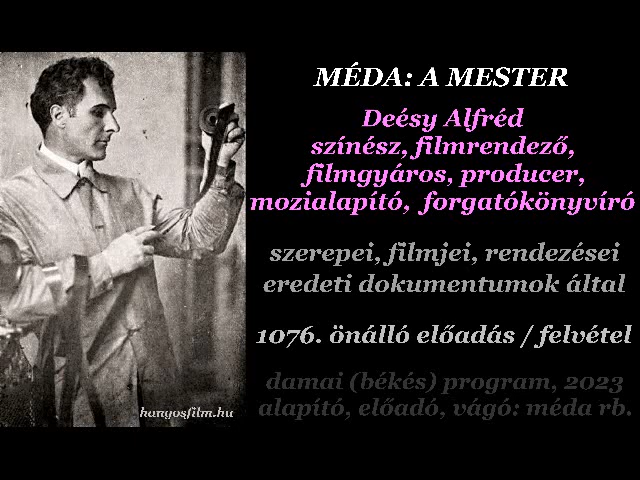 MÉDA: A MESTER
Deésy Alfréd
színész, filmrendező,
filmgyáros, producer,
mozialapító, forgatókönyvíró
szerepei, filmjei, rendezései
eredeti dokumentumok által
1076. önálló előadás / felvétel
damai (békés) program, 2023
alapító, előadó, vágó: méda rb.
hangosfilm.hu